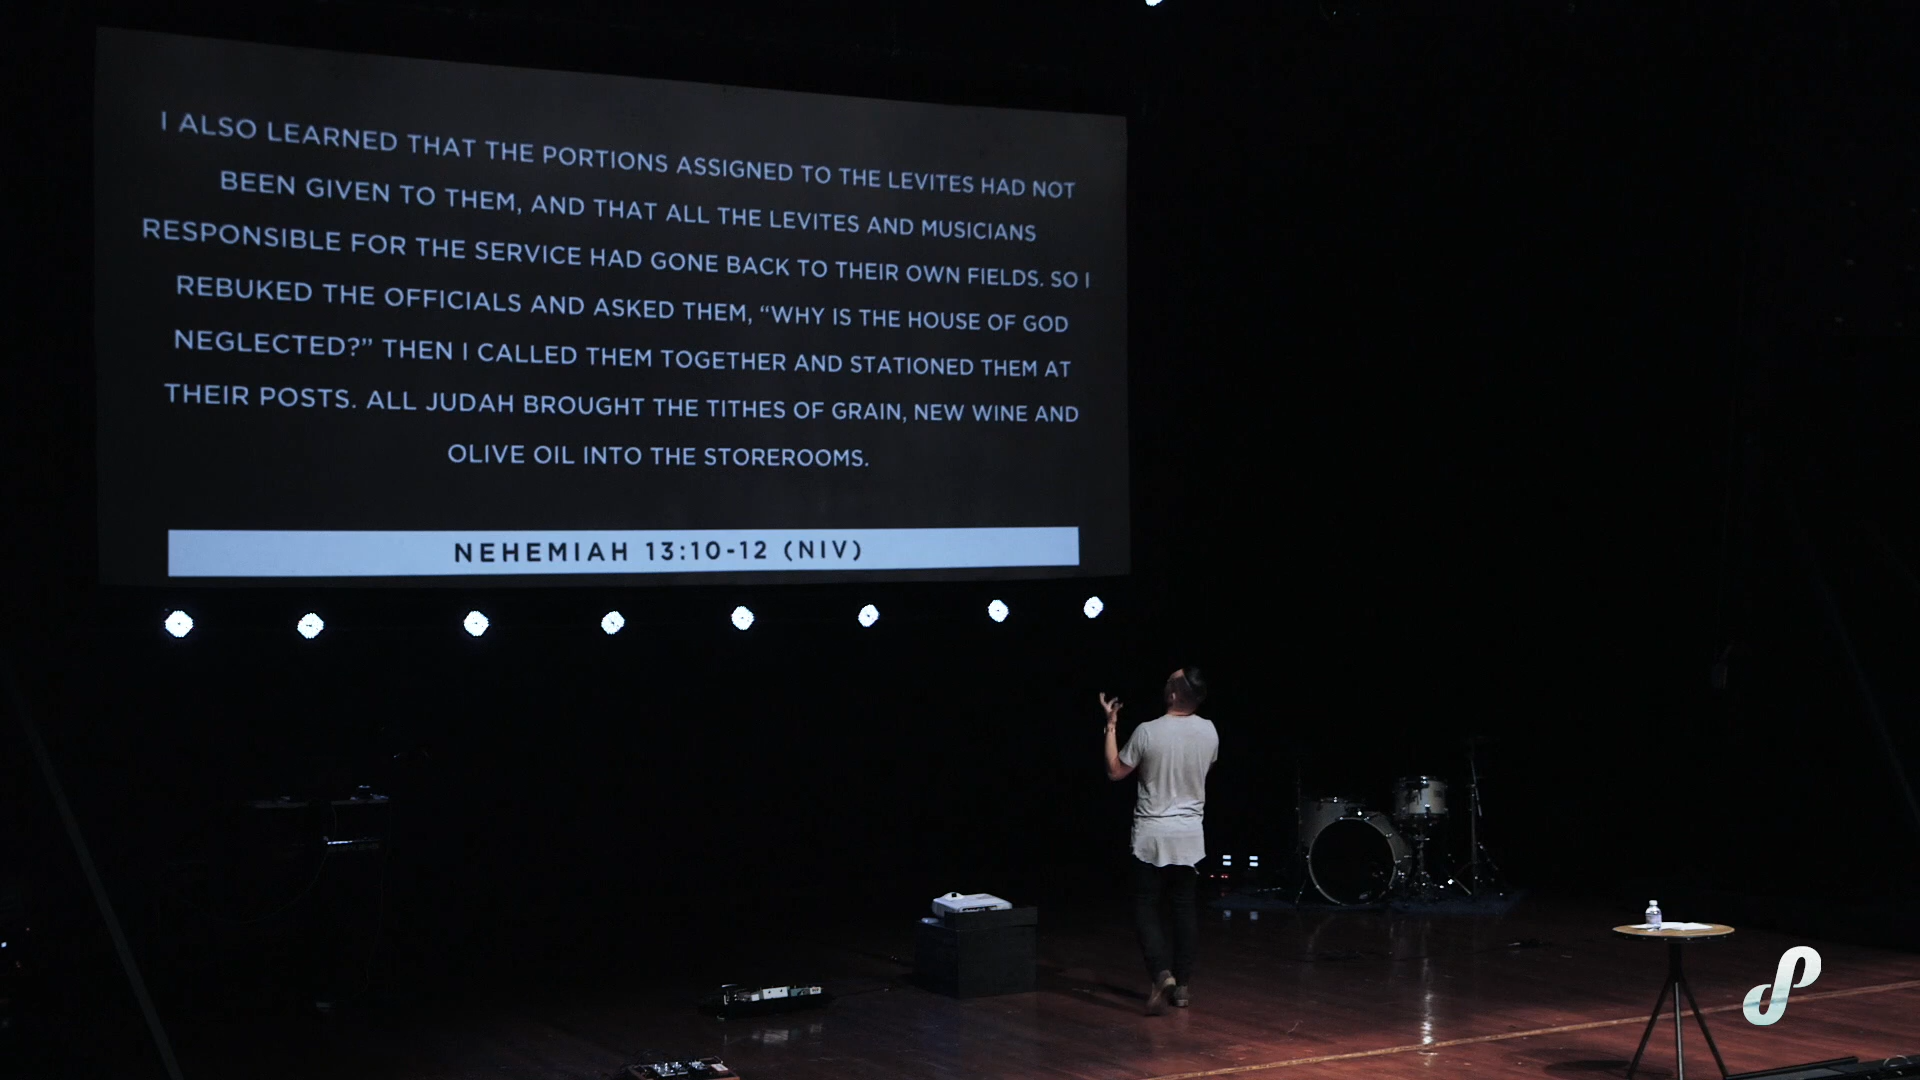 I ALSO LEARNED THAT THE PORTIONS ASSIGNED TO THE LEVITES HAD NOT
BEEN GIVEN TO THEM, AND THAT ALL THE LEVITES AND MUSICIANS
RESPONSIBLE FOR THE SERVICE HAD GONE BACK TO THEIR OWN FIELDS. SO I
REBUKED THE OFFICIALS AND ASKED THEM, “WHY IS THE HOUSE OF GOD
NEGLECTED?” THEN I CALLED THEM TOGETHER AND STATIONED THEM AT
THEIR POSTS. ALL JUDAH BROUGHT THE TITHES OF GRAIN, NEW WINE AND
OLIVE OIL INTO THE STOREROOMS.
NEHEMIAH 13:10-12 (NIV)